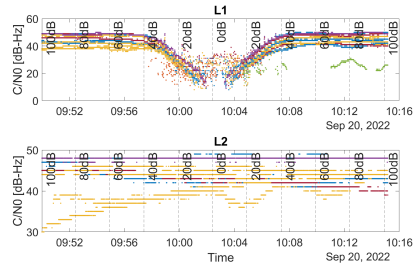 L1
C/N0 [dB-Hz]
60
40
20
0
100dB 80dB 60dB 40dB 20dB 0dB 20dB 40dB 60dB 80dB 100dB
09:52 09:56 10:00 10:04 10:08 10:12 10:16
Sep 20, 2022
L2
C/N0 [dB-Hz]
50
40
30
100dB 80dB 60dB 40dB 20dB 0dB 20dB 40dB 60dB 80dB 100dB
09:52 09:56 10:00 10:04 10:08 10:12 10:16
Time
Sep 20, 2022